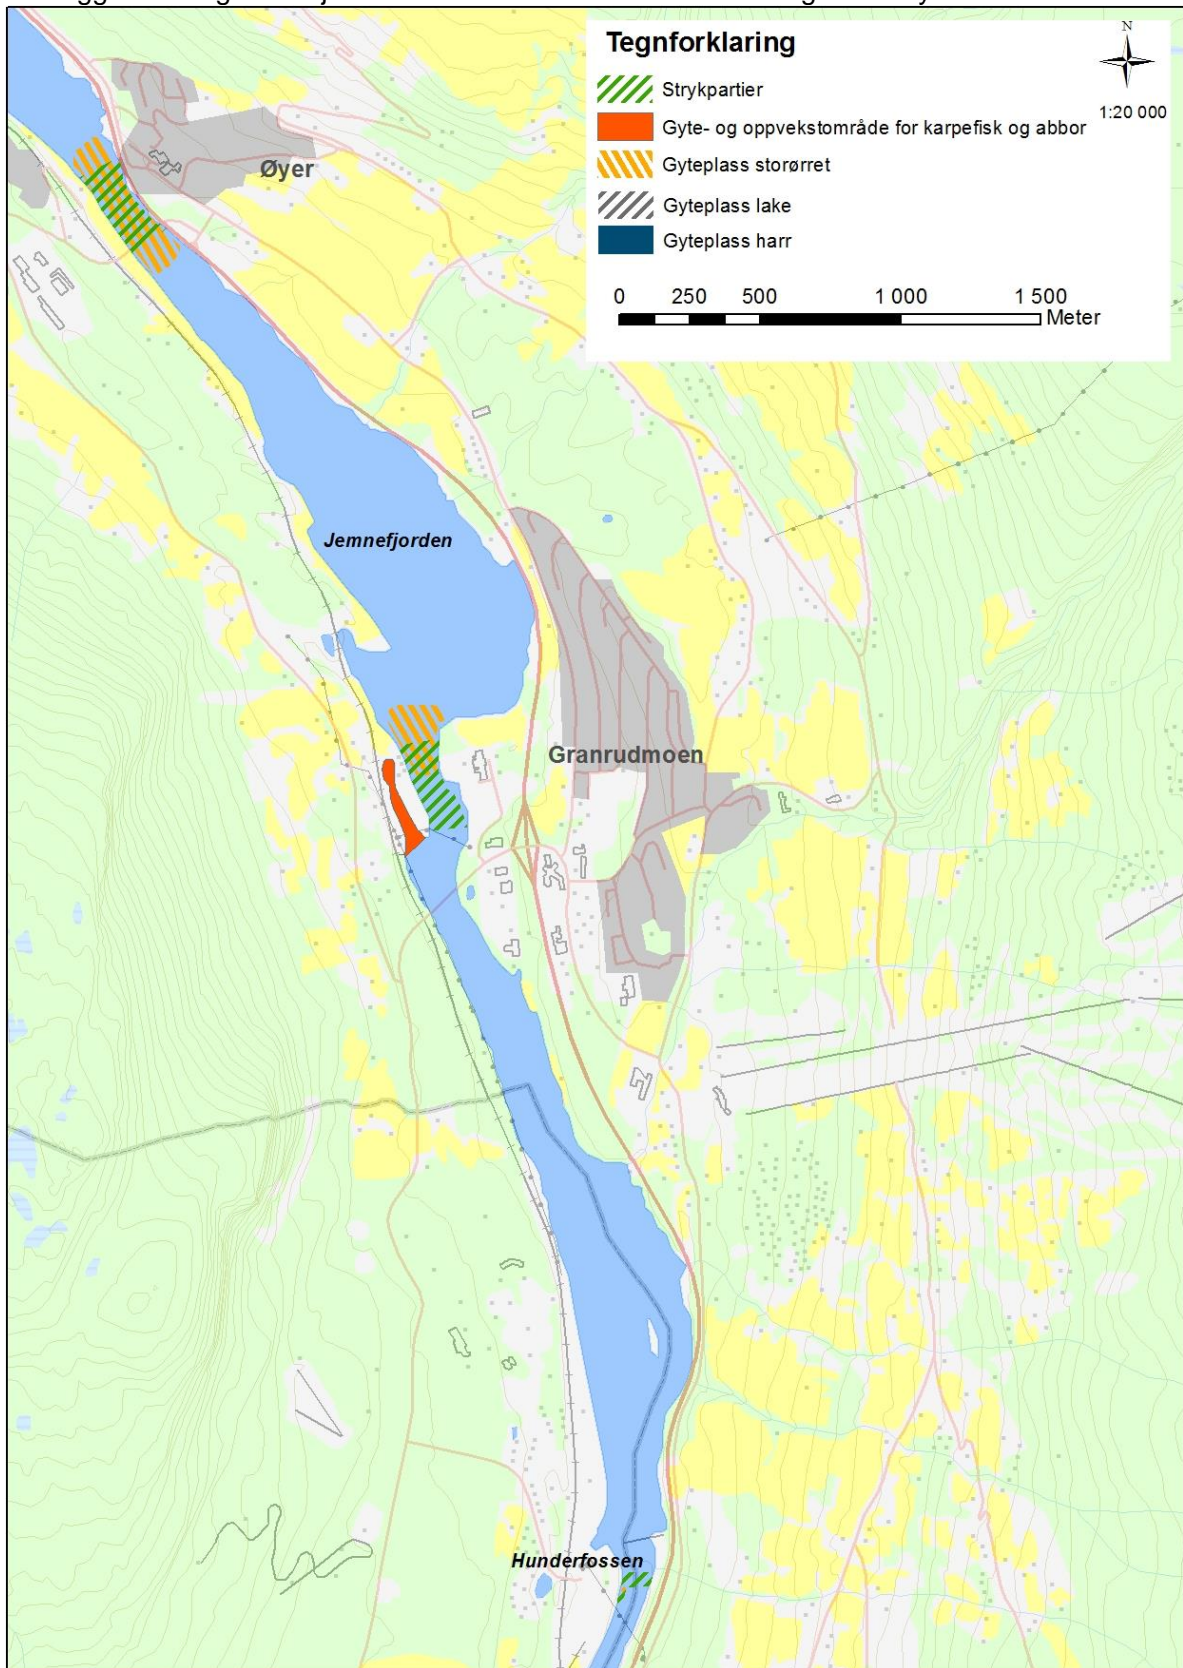 Tegnforklaring
N
1:20 000
Strykpartier
Gyte- og oppvekstområde for karpefisk og abbor
Gyteplass storørret
Gyteplass lake
Gyteplass harr
0 250 500 1 000 1 500
Meter
Øyer
Jemnefjorden
Granrudmoen
Hunderfossen